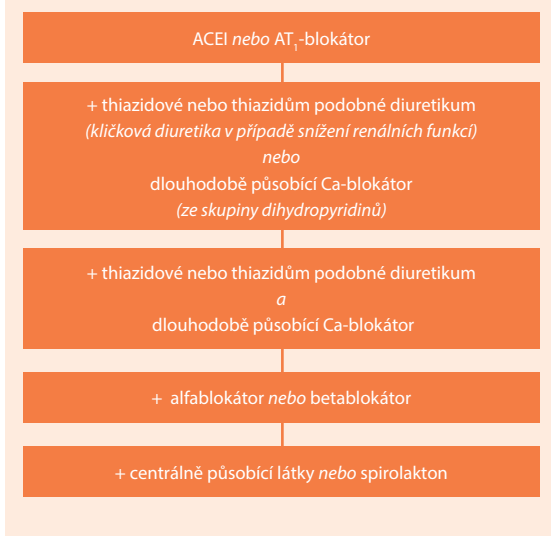 ACEI nebo AT₁-blokátor
+ thiazidové nebo thiazidům podobné diuretikum
(kličková diuretika v případě snížení renálních funkcí)
nebo
dlouhodobě působící Ca-blokátor
(ze skupiny dihydropyridinů)
+ thiazidové nebo thiazidům podobné diuretikum
a
dlouhodobě působící Ca-blokátor
+ alfablokátor nebo betablokátor
+ centrálně působící látky nebo spirolakton